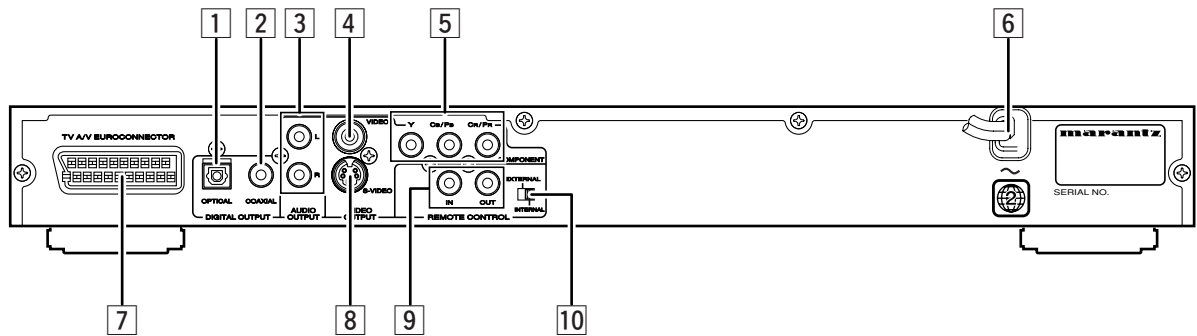 1 2 3 4 5 6
TV A/V EUROCONNECTOR
L
R
OPTICAL
COAXIAL
DIGITAL OUTPUT
AUDIO
OUTPUT
VIDEO
S-VIDEO
VIDEO
OUTPUT
Y CB/PB CR/PR
COMPONENT
IN OUT
REMOTE CONTROL
EXTERNAL
INTERNAL
~
2
marantz
SERIAL NO.
7 8 9 10